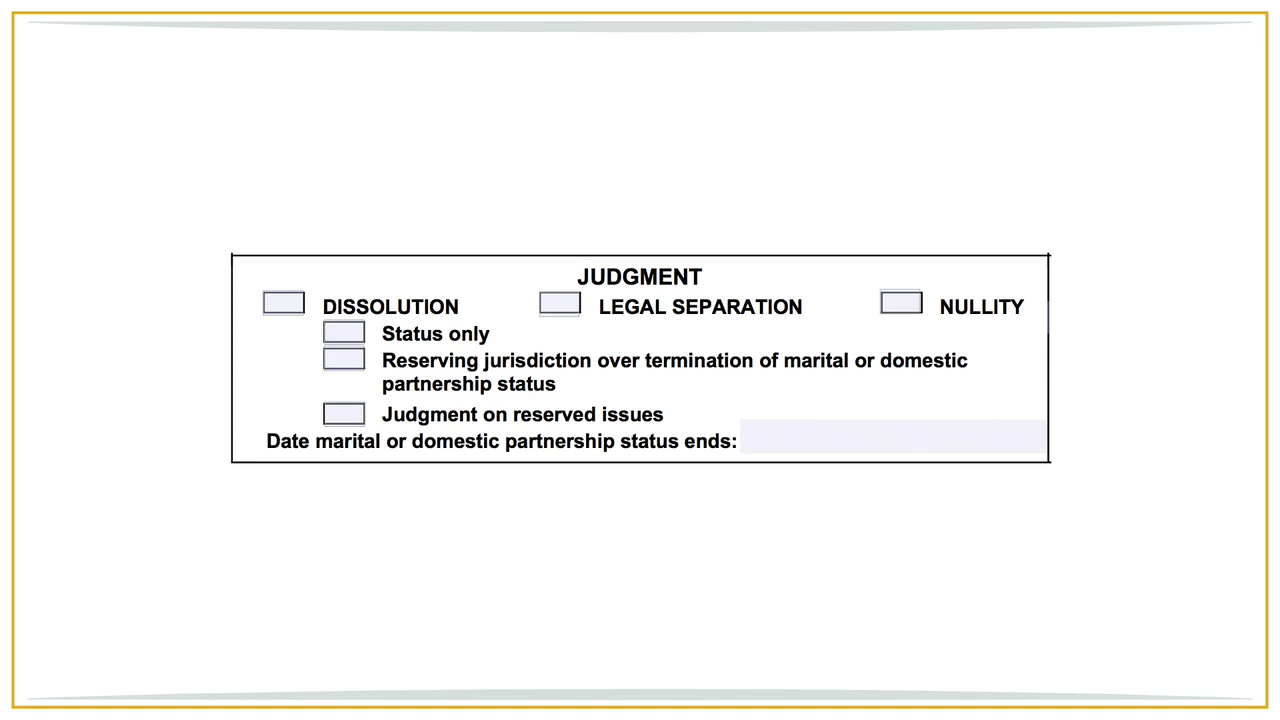 JUDGMENT
DISSOLUTION LEGAL SEPARATION NULLITY
Status only
Reserving jurisdiction over termination of marital or domestic
partnership status
Judgment on reserved issues
Date marital or domestic partnership status ends: